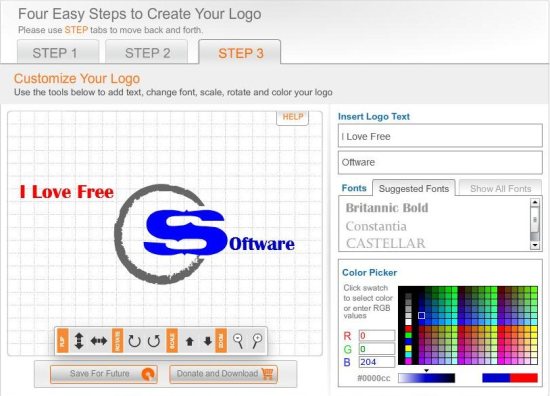 Four Easy Steps to Create Your Logo
Please use STEP tabs to move back and forth.
STEP 1 STEP 2 STEP 3
Customize Your Logo
Use the tools below to add text, change font, scale, rotate and color your logo
HELP
I Love Free
S Oftware
FLIP ROTATE SCALE ZOOM
Save For Future Donate and Download
Insert Logo Text
I Love Free
Oftware
Fonts Suggested Fonts Show All Fonts
Britannic Bold
Constantia
CASTELLAR
Color Picker
Click swatch
to select color
or enter RGB
values
R 0
G 0
B 204
#0000cc